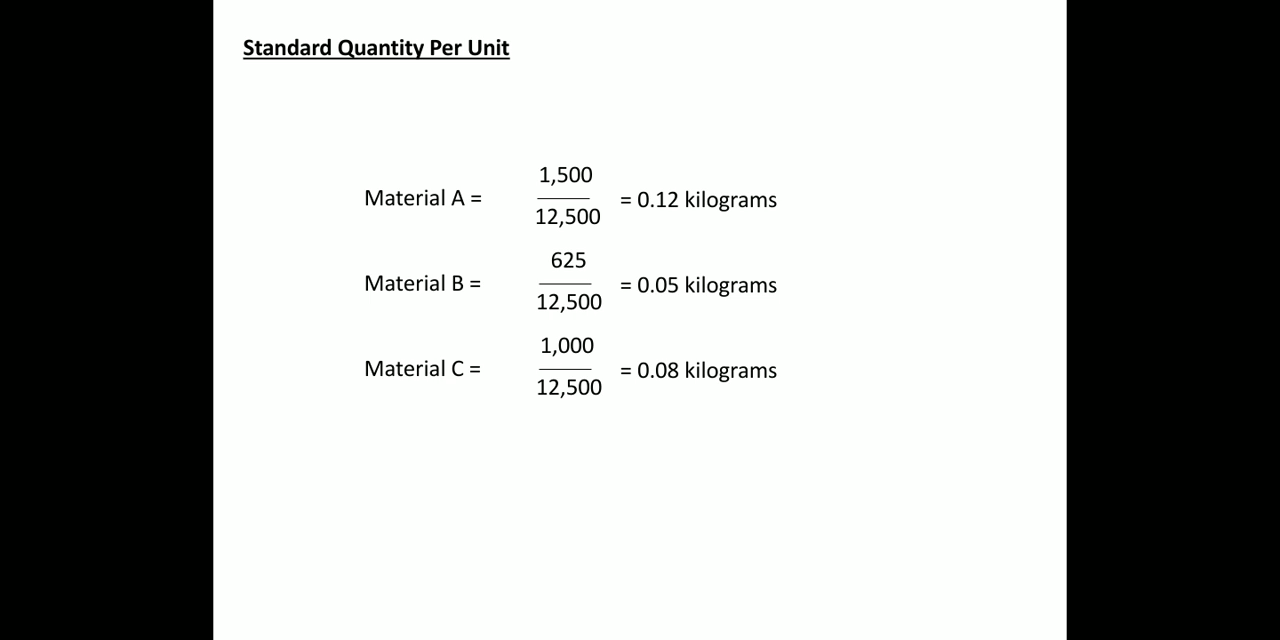 Standard Quantity Per Unit
1,500
Material A = = 0.12 kilograms
12,500
625
Material B = = 0.05 kilograms
12,500
1,000
Material C = = 0.08 kilograms
12,500